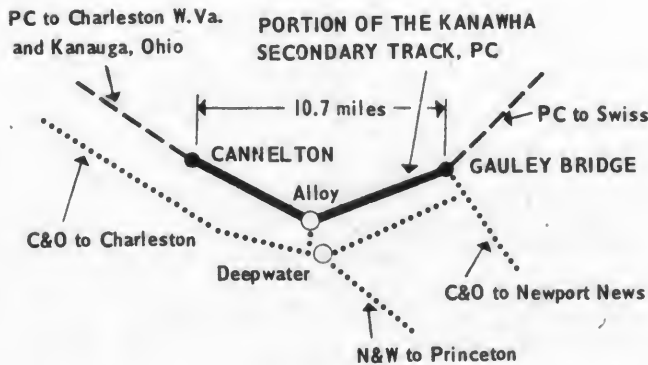 PC to Charleston W.Va.
and Kanauga, Ohio
PORTION OF THE KANAWHA
SECONDARY TRACK, PC
10.7 miles
PC to Swiss
CANNELTON
GAULEY BRIDGE
Alloy
C&O to Charleston
Deepwater
C&O to Newport News
N&W to Princeton